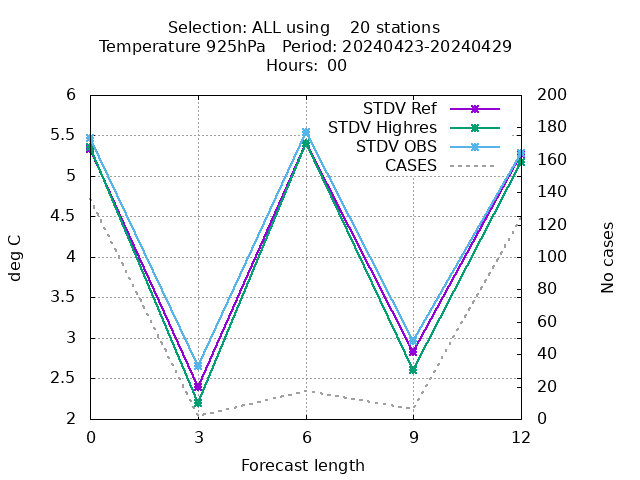 Selection: ALL using    20 stations
Temperature 925hPa   Period: 20240423-20240429
Hours:  00
STDV Ref
STDV Highres
STDV OBS
CASES
deg C
6
5.5
5
4.5
4
3.5
3
2.5
2
200
180
160
140
120
100
80
60
40
20
0
No cases
0 3 6 9 12
Forecast length